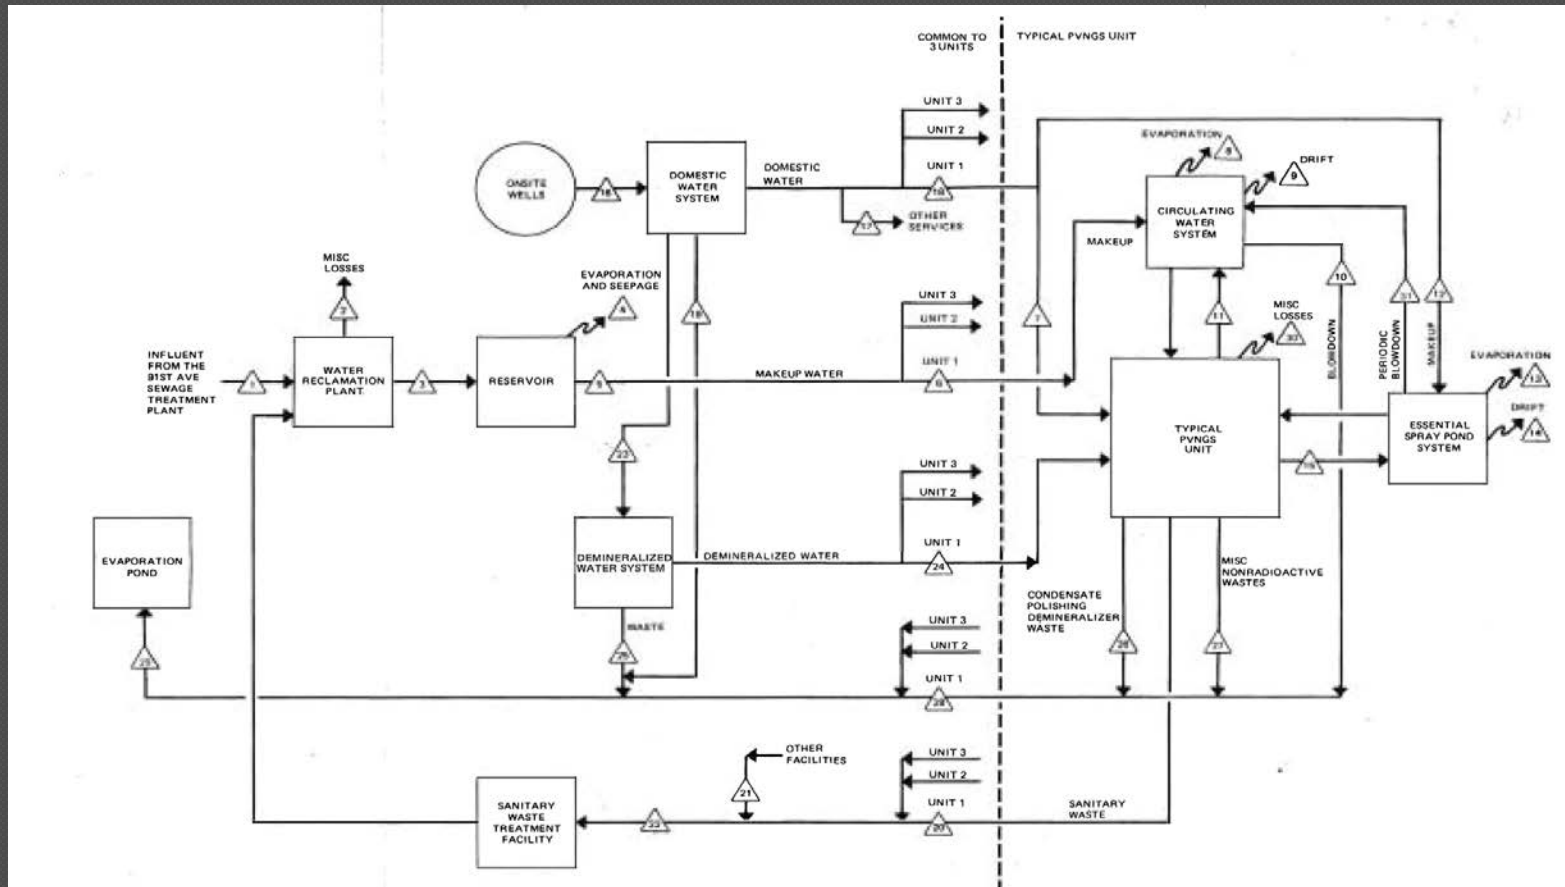 COMMON TO
3 UNITS
TYPICAL PVNGS UNIT
UNIT 3
UNIT 2
UNIT 1
ONSITE
WELLS
16
DOMESTIC
WATER
SYSTEM
DOMESTIC
WATER
17
OTHER
SERVICES
EVAPORATION
8
DRIFT
9
CIRCULATING
WATER
SYSTEM
MAKEUP
10
BLOWDOWN
31
PERIODIC
BLOWDOWN
12
MAKEUP
MISC
LOSSES
2
EVAPORATION
AND SEEPAGE
4
UNIT 3
UNIT 2
UNIT 1
7
11
MISC
LOSSES
30
INFLUENT
FROM THE
91ST AVE
SEWAGE
TREATMENT
PLANT
1
WATER
RECLAMATION
PLANT
3
RESERVOIR
5
MAKEUP WATER
6
EVAPORATION
13
DRIFT
14
ESSENTIAL
SPRAY POND
SYSTEM
TYPICAL
PVNGS
UNIT
15
UNIT 3
UNIT 2
UNIT 1
EVAPORATION
POND
DEMINERALIZED
WATER SYSTEM
DEMINERALIZED WATER
24
WASTE
25
CONDENSATE
POLISHING
DEMINERALIZER
WASTE
26
MISC
NONRADIOACTIVE
WASTES
27
UNIT 3
UNIT 2
UNIT 1
28
29
OTHER
FACILITIES
21
UNIT 3
UNIT 2
UNIT 1
20
SANITARY
WASTE
SANITARY
WASTE
TREATMENT
FACILITY